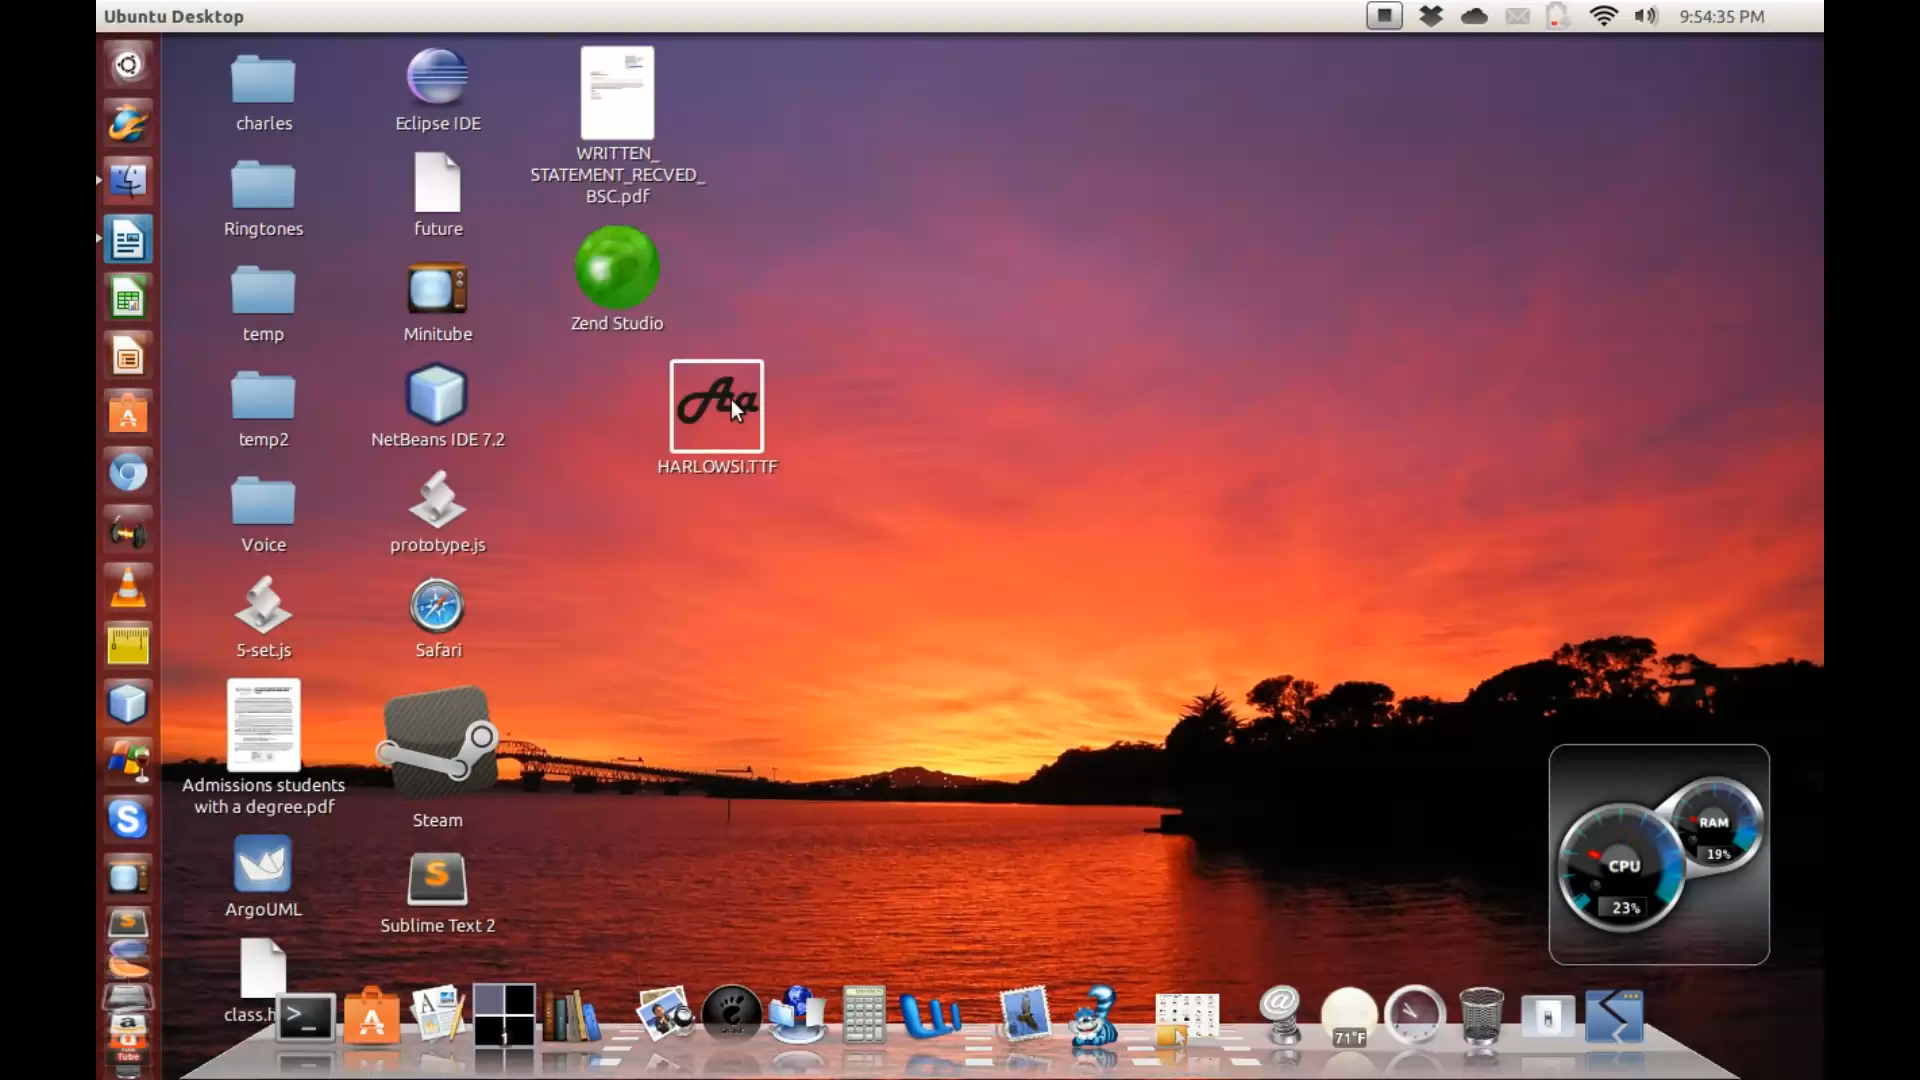 Ubuntu Desktop
9:54:35 PM
charles
Eclipse IDE
WRITTEN_
STATEMENT_RECVED_
BSC.pdf
Ringtones
future
Zend Studio
temp
Minitube
temp2
NetBeans IDE 7.2
Aa
HARLOWSI.TTF
Voice
prototype.js
5-set.js
Safari
Admissions students
with a degree.pdf
Steam
ArgoUML
Sublime Text 2
class.h
RAM
19%
CPU
23%
71°F
Tube